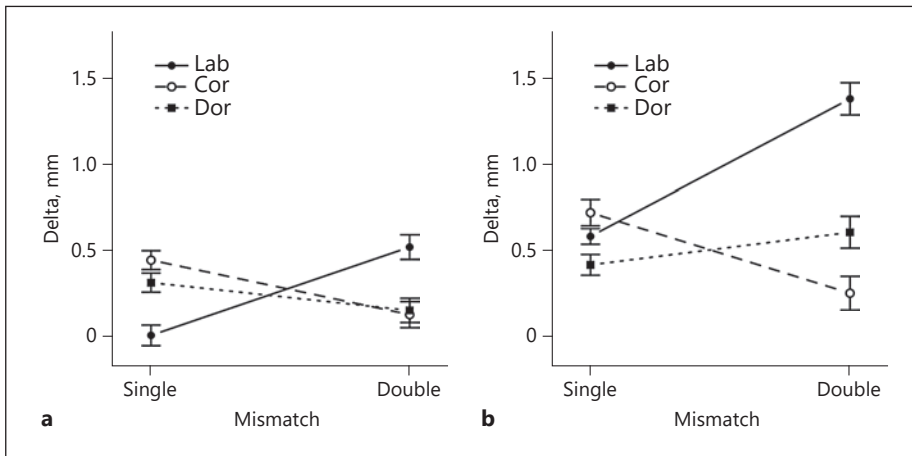 Lab
Cor
Dor
1.5
1.0
0.5
0
Delta, mm
Single
Double
Mismatch
a
Lab
Cor
Dor
1.5
1.0
0.5
0
Delta, mm
Single
Double
Mismatch
b